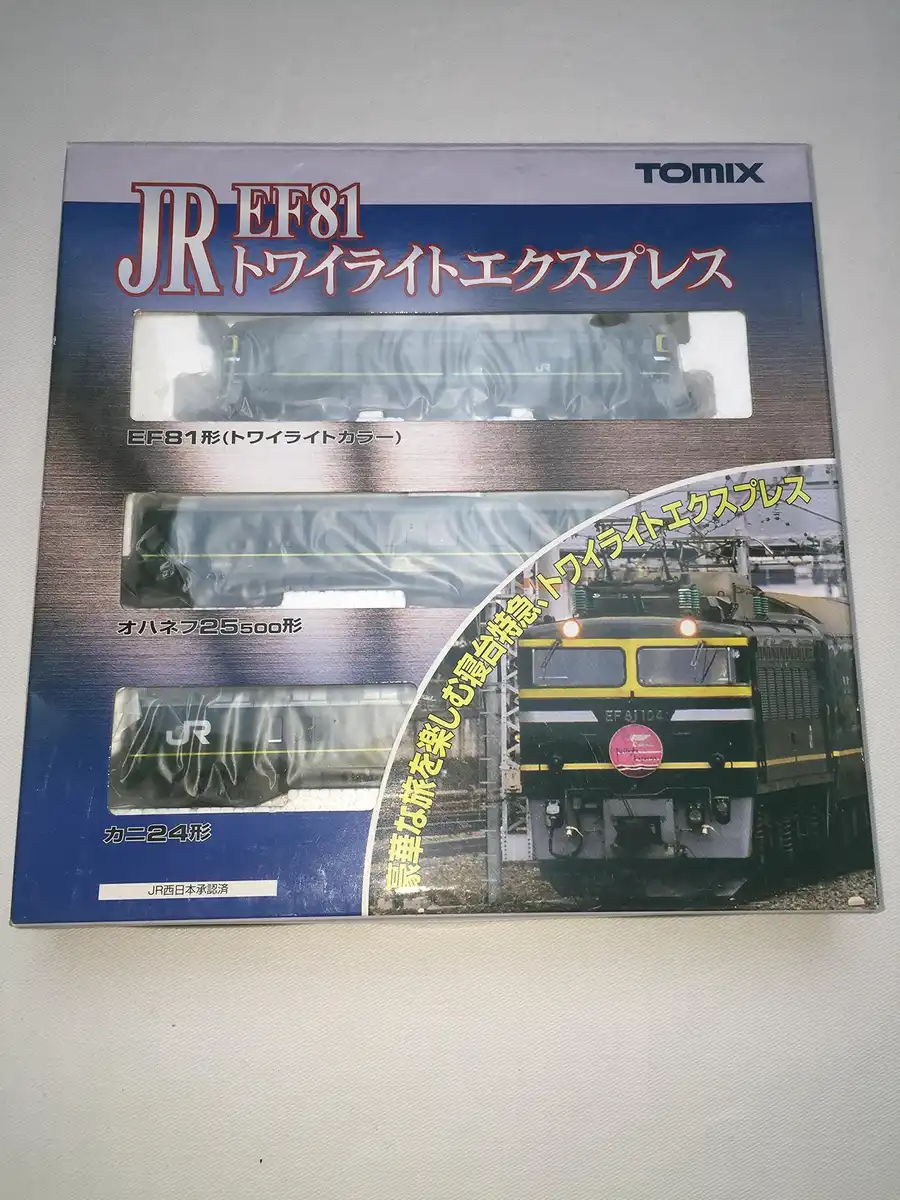 TOMIX
JR EF81
トワイライトエクスプレス
JR
EF81形(トワイライトカラー)
オハネフ25 500形
JR
カニ24形
JR西日本承認済
豪華な旅を楽しむ寝台特急、トワイライトエクスプレス
EF 81 104